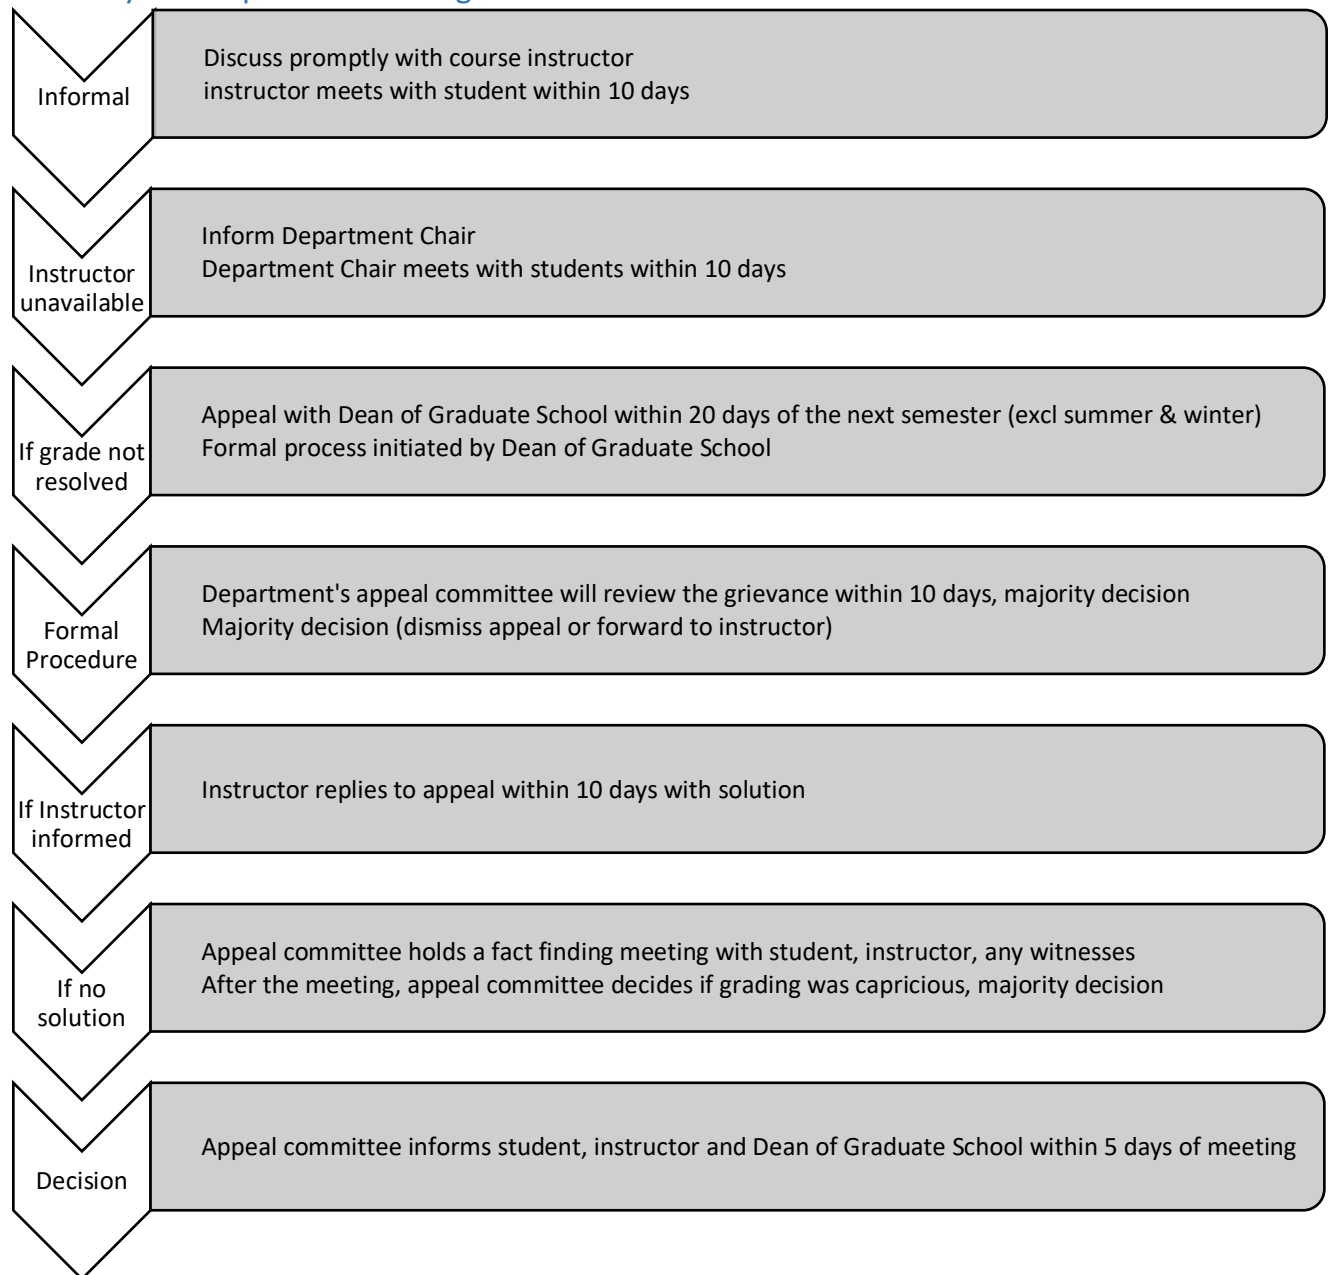 Informal
Discuss promptly with course instructor
instructor meets with student within 10 days
Instructor
unavailable
Inform Department Chair
Department Chair meets with students within 10 days
If grade not
resolved
Appeal with Dean of Graduate School within 20 days of the next semester (excl summer & winter)
Formal process initiated by Dean of Graduate School
Formal
Procedure
Department's appeal committee will review the grievance within 10 days, majority decision
Majority decision (dismiss appeal or forward to instructor)
If Instructor
informed
Instructor replies to appeal within 10 days with solution
If no
solution
Appeal committee holds a fact finding meeting with student, instructor, any witnesses
After the meeting, appeal committee decides if grading was capricious, majority decision
Decision
Appeal committee informs student, instructor and Dean of Graduate School within 5 days of meeting